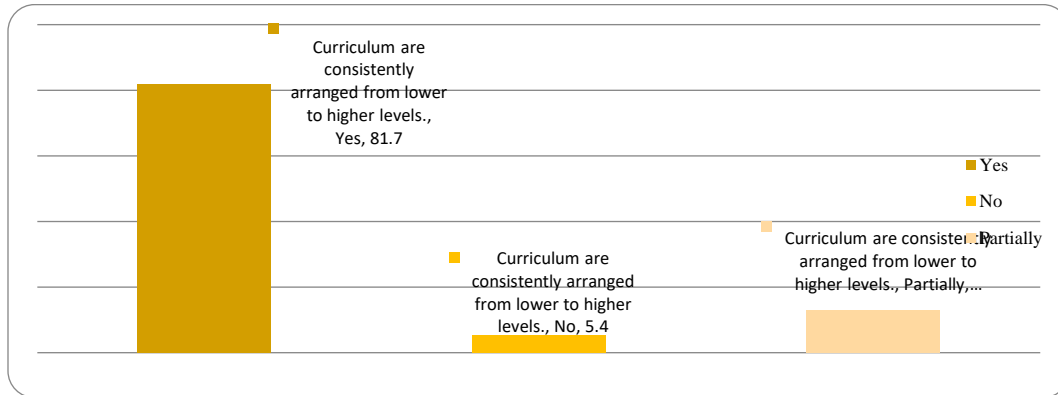 Curriculum are
consistently
arranged from lower
to higher levels.,
Yes, 81.7
Curriculum are
consistently arranged
from lower to higher
levels., No, 5.4
Curriculum are consistently
arranged from lower to
higher levels., Partially,…
Yes
No
Partially